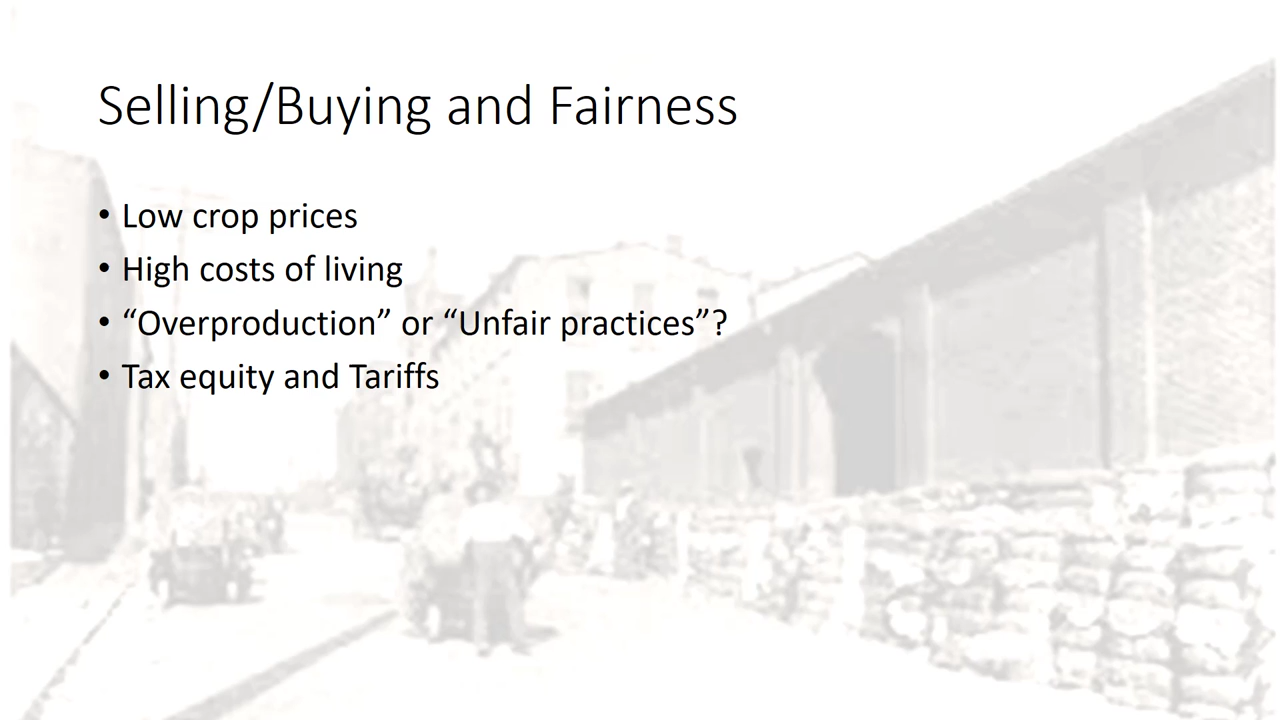 Selling/Buying and Fairness
• Low crop prices
• High costs of living
• “Overproduction” or “Unfair practices”?
• Tax equity and Tariffs